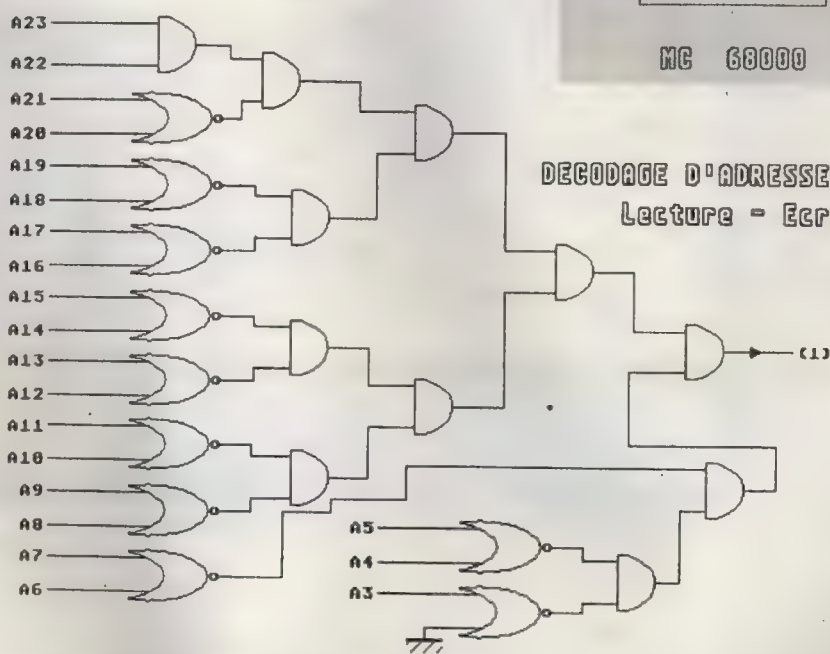 A23
A22
MC 68000
A21
A20
A19
DECODAGE D'ADRESSE
A18
Lecture - Ecr
A17
A16
A15
A14
A13
(1)
A12
A11
A10
A9
A8
A5
A7
A4
A6
A3